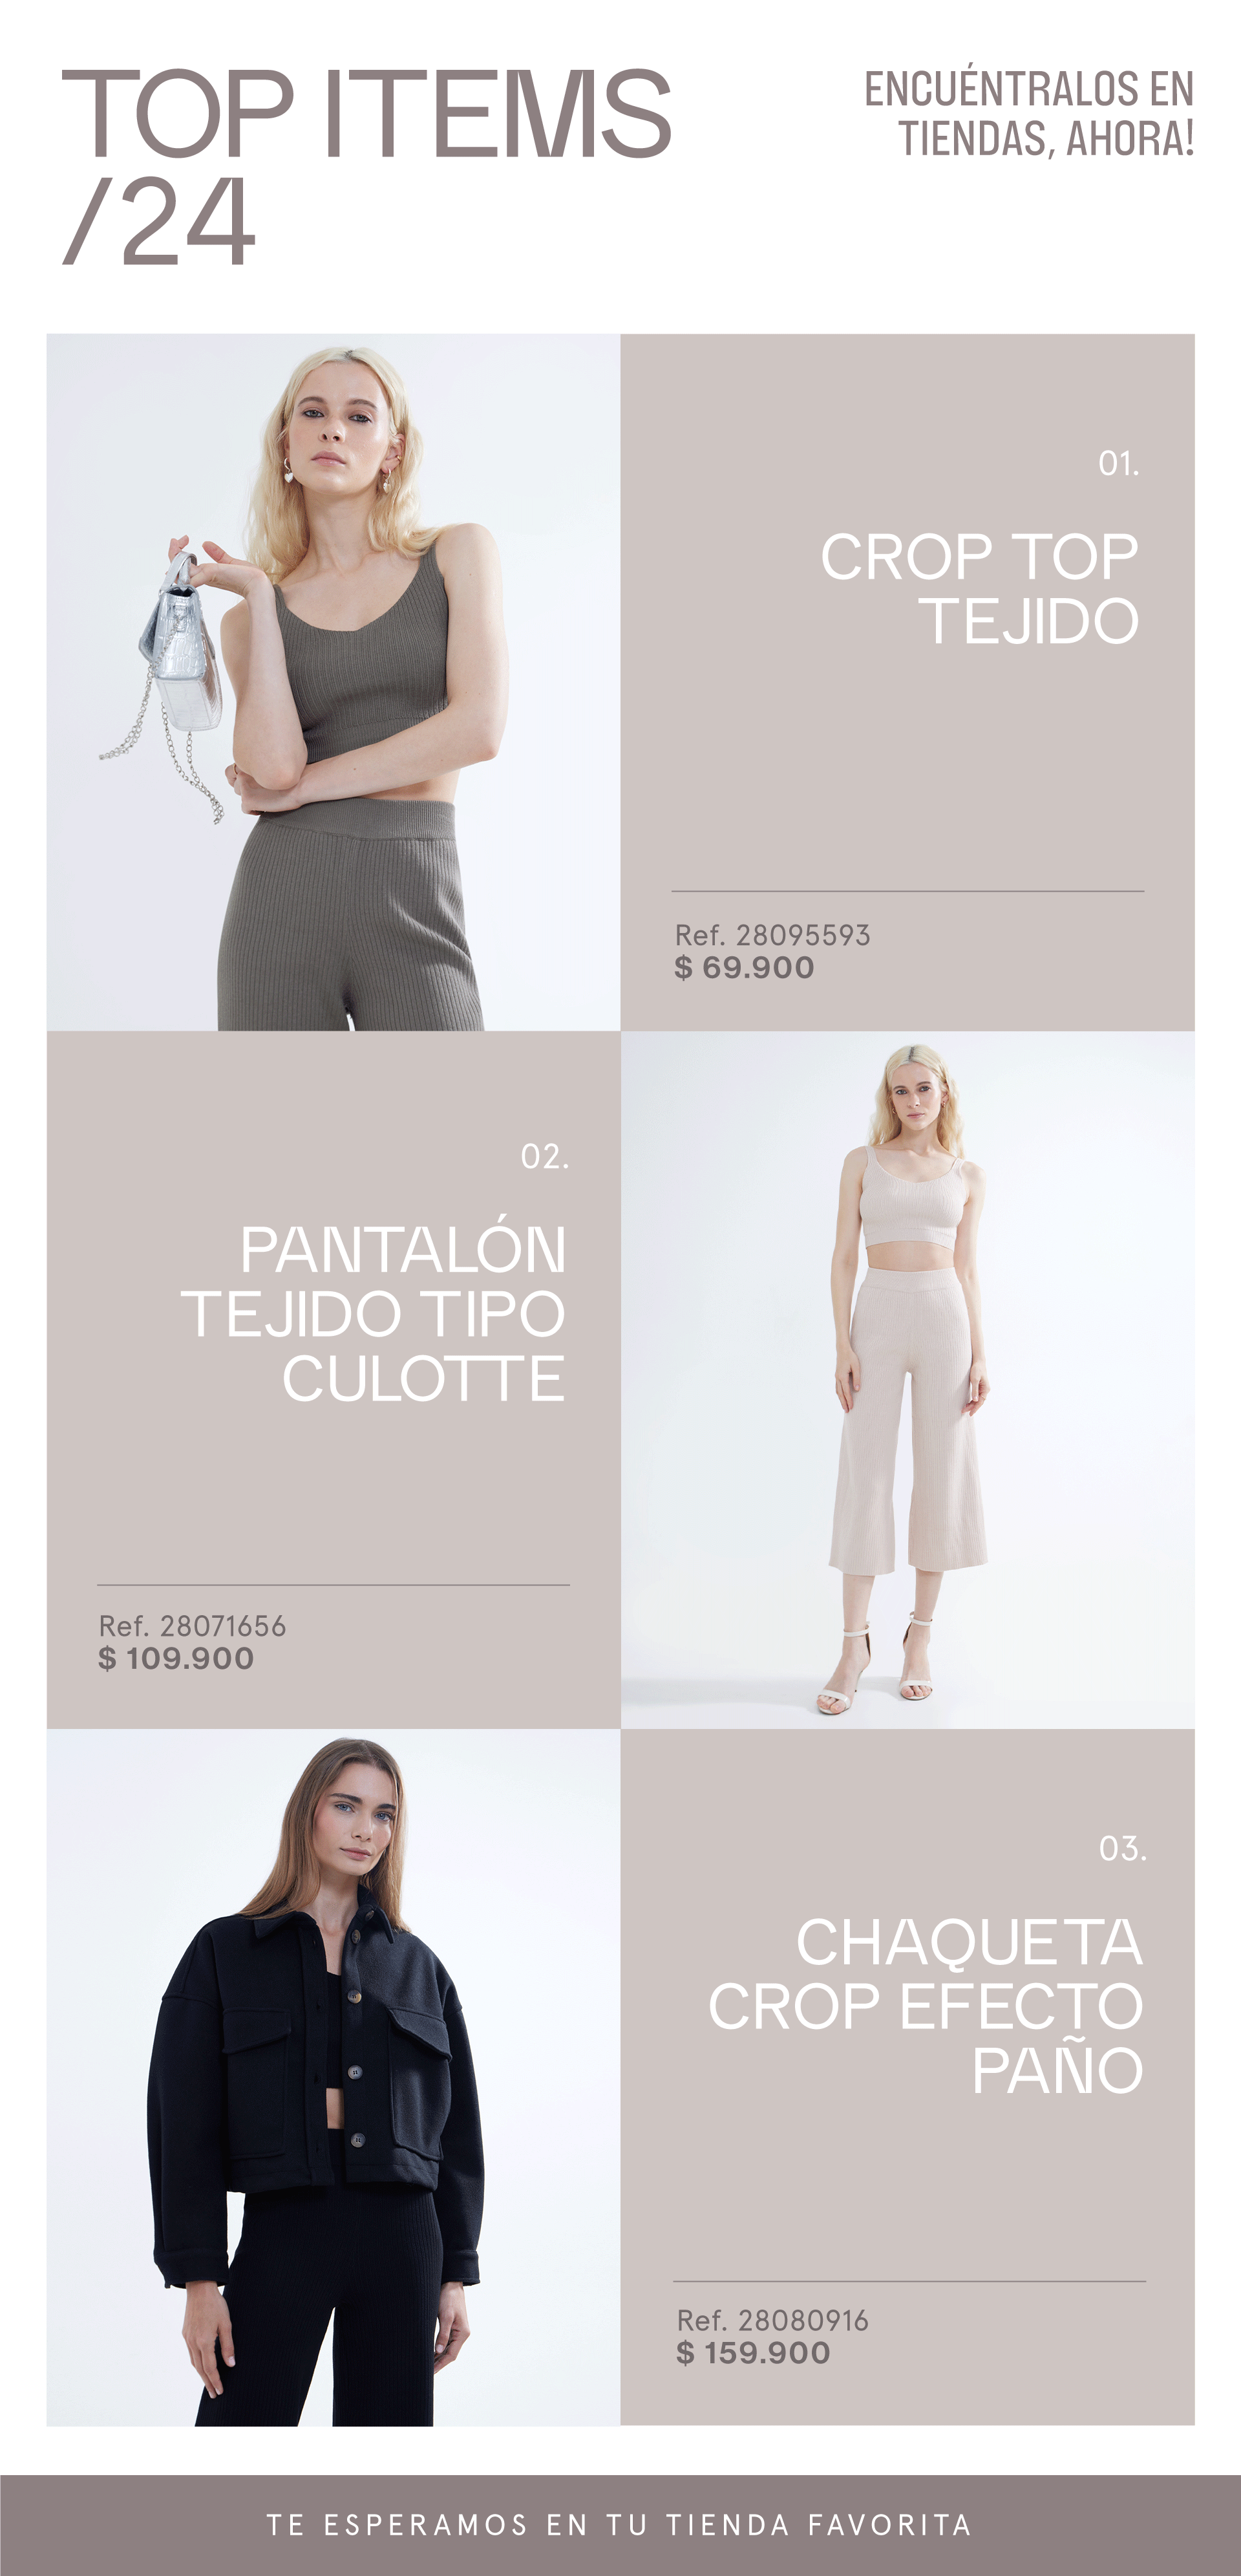 TOP ITEMS
/24
ENCUÉNTRALOS EN
TIENDAS, AHORA!
01.
CROP TOP
TEJIDO
Ref. 28095593
$ 69.900
02.
PANTALÓN
TEJIDO TIPO
CULOTTE
Ref. 28071656
$ 109.900
03.
CHAQUETA
CROP EFECTO
PAÑO
Ref. 28080916
$ 159.900
TE ESPERAMOS EN TU TIENDA FAVORITA